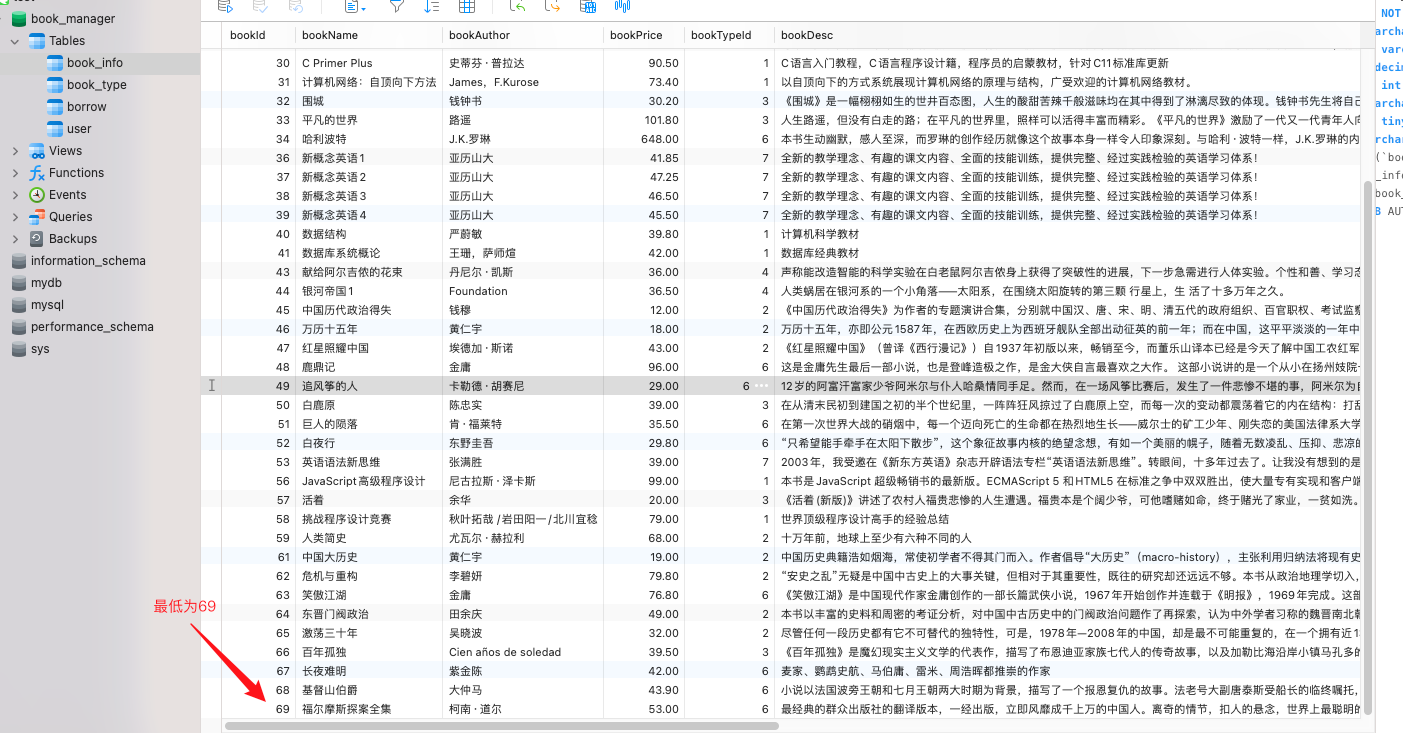 book_manager
Tables
book_info
book_type
borrow
user
Views
Functions
Events
Queries
Backups
information_schema
mydb
mysql
performance_schema
sys
bookId bookName bookAuthor bookPrice bookTypeId bookDesc
30 C Primer Plus 史蒂芬·普拉达 90.50 1 C语言入门教程，C语言程序设计籍，程序员的启蒙教材，针对C11标准库更新
31 计算机网络：自顶向下方法 James，F.Kurose 73.40 1 以自顶向下的方式系统展现计算机网络的原理与结构，广受欢迎的计算机网络教材。
32 围城 钱钟书 30.20 3 《围城》是一幅栩栩如生的世井百态图，人生的酸甜苦辣千般滋味均在其中得到了淋漓尽致的体现。钱钟书先生将自己
33 平凡的世界 路遥 101.80 3 人生路遥，但没有白走的路；在平凡的世界里，照样可以活得丰富而精彩。《平凡的世界》激励了一代又一代青年人向
34 哈利波特 J.K.罗琳 648.00 6 本书生动幽默，感人至深，而罗琳的创作经历就像这个故事本身一样令人印象深刻。与哈利·波特一样，J.K.罗琳的内
36 新概念英语1 亚历山大 41.85 7 全新的教学理念、有趣的课文内容、全面的技能训练，提供完整、经过实践检验的英语学习体系！
37 新概念英语2 亚历山大 47.25 7 全新的教学理念、有趣的课文内容、全面的技能训练，提供完整、经过实践检验的英语学习体系！
38 新概念英语3 亚历山大 46.50 7 全新的教学理念、有趣的课文内容、全面的技能训练，提供完整、经过实践检验的英语学习体系！
39 新概念英语4 亚历山大 45.50 7 全新的教学理念、有趣的课文内容、全面的技能训练，提供完整、经过实践检验的英语学习体系！
40 数据结构 严蔚敏 39.80 1 计算机科学教材
41 数据库系统概论 王珊，萨师煊 42.00 1 数据库经典教材
43 献给阿尔吉侬的花束 丹尼尔·凯斯 36.00 4 声称能改造智能的科学实验在白老鼠阿尔吉侬身上获得了突破性的进展，下一步急需进行人体实验。个性和善、学习态
44 银河帝国1 Foundation 36.50 4 人类蜗居在银河系的一个小角落——太阳系，在围绕太阳旋转的第三颗 行星上，生 活了十多万年之久。
45 中国历代政治得失 钱穆 12.00 2 《中国历代政治得失》为作者的专题演讲合集，分别就中国汉、唐、宋、明、清五代的政府组织、百官职权、考试监察
46 万历十五年 黄仁宇 18.00 2 万历十五年，亦即公元1587年，在西欧历史上为西班牙舰队全部出动征英的前一年；而在中国，这平平淡淡的一年中
47 红星照耀中国 埃德加·斯诺 43.00 2 《红星照耀中国》（曾译《西行漫记》）自1937年初版以来，畅销至今，而董乐山译本已经是今天了解中国工农红军
48 鹿鼎记 金庸 96.00 6 这是金庸先生最后一部小说，也是登峰造极之作，是金大侠自言最喜欢之大作。 这部小说讲的是一个从小在扬州妓院
49 追风筝的人 卡勒德·胡赛尼 29.00 6 ··· 12岁的阿富汗富家少爷阿米尔与仆人哈桑情同手足。然而，在一场风筝比赛后，发生了一件悲惨不堪的事，阿米尔为自
50 白鹿原 陈忠实 39.00 3 在从清末民初到建国之初的半个世纪里，一阵阵狂风掠过了白鹿原上空，而每一次的变动都震荡着它的内在结构：打乱
51 巨人的陨落 肯·福莱特 35.50 6 在第一次世界大战的硝烟中，每一个迈向死亡的生命都在热烈地生长——威尔士的矿工少年、刚失恋的美国法律系大学
52 白夜行 东野圭吾 29.80 6 “只希望能手牵手在太阳下散步”，这个象征故事内核的绝望念想，有如一个美丽的幌子，随着无数凌乱、压抑、悲凉的
53 英语语法新思维 张满胜 39.00 7 2003年，我受邀在《新东方英语》杂志开辟语法专栏“英语语法新思维”。转眼间，十多年过去了。让我没有想到的是
56 JavaScript高级程序设计 尼古拉斯·泽卡斯 99.00 1 本书是JavaScript 超级畅销书的最新版。ECMAScript 5 和HTML5 在标准之争中双双胜出，使大量专有实现和客户端
57 活着 余华 20.00 3 《活着(新版)》讲述了农村人福贵悲惨的人生遭遇。福贵本是个阔少爷，可他嗜赌如命，终于赌光了家业，一贫如洗。
58 挑战程序设计竞赛 秋叶拓哉 /岩田阳一/北川宜稔 79.00 1 世界顶级程序设计高手的经验总结
59 人类简史 尤瓦尔·赫拉利 68.00 2 十万年前，地球上至少有六种不同的人
61 中国大历史 黄仁宇 19.00 2 中国历史典籍浩如烟海，常使初学者不得其门而入。作者倡导“大历史”（macro-history），主张利用归纳法将现有史
62 危机与重构 李碧妍 79.80 2 “安史之乱”无疑是中国中古史上的大事关键，但相对于其重要性，既往的研究却还远远不够。本书从政治地理学切入，
63 笑傲江湖 金庸 76.80 6 《笑傲江湖》是中国现代作家金庸创作的一部长篇武侠小说，1967年开始创作并连载于《明报》，1969年完成。这部
64 东晋门阀政治 田余庆 49.00 2 本书以丰富的史料和周密的考证分析，对中国中古历史中的门阀政治问题作了再探索，认为中外学者习称的魏晋南北朝
65 激荡三十年 吴晓波 32.00 2 尽管任何一段历史都有它不可替代的独特性，可是，1978年—2008年的中国，却是最不可能重复的，在一个拥有近1
66 百年孤独 Cien años de soledad 39.50 3 《百年孤独》是魔幻现实主义文学的代表作，描写了布恩迪亚家族七代人的传奇故事，以及加勒比海沿岸小镇马孔多的
67 长夜难明 紫金陈 42.00 6 麦家、鹦鹉史航、马伯庸、雷米、周浩晖都推崇的作家
68 基督山伯爵 大仲马 43.90 6 小说以法国波旁王朝和七月王朝两大时期为背景，描写了一个报恩复仇的故事。法老号大副唐泰斯受船长的临终嘱托，
69 福尔摩斯探案全集 柯南·道尔 53.00 6 最经典的群众出版社的翻译版本，一经出版，立即风靡成千上万的中国人。离奇的情节，扣人的悬念，世界上最聪明的
最低为69
NOT
archa
varc
decim
int
archa
tiny
rchar
(`boo
_info
book_
B AUT